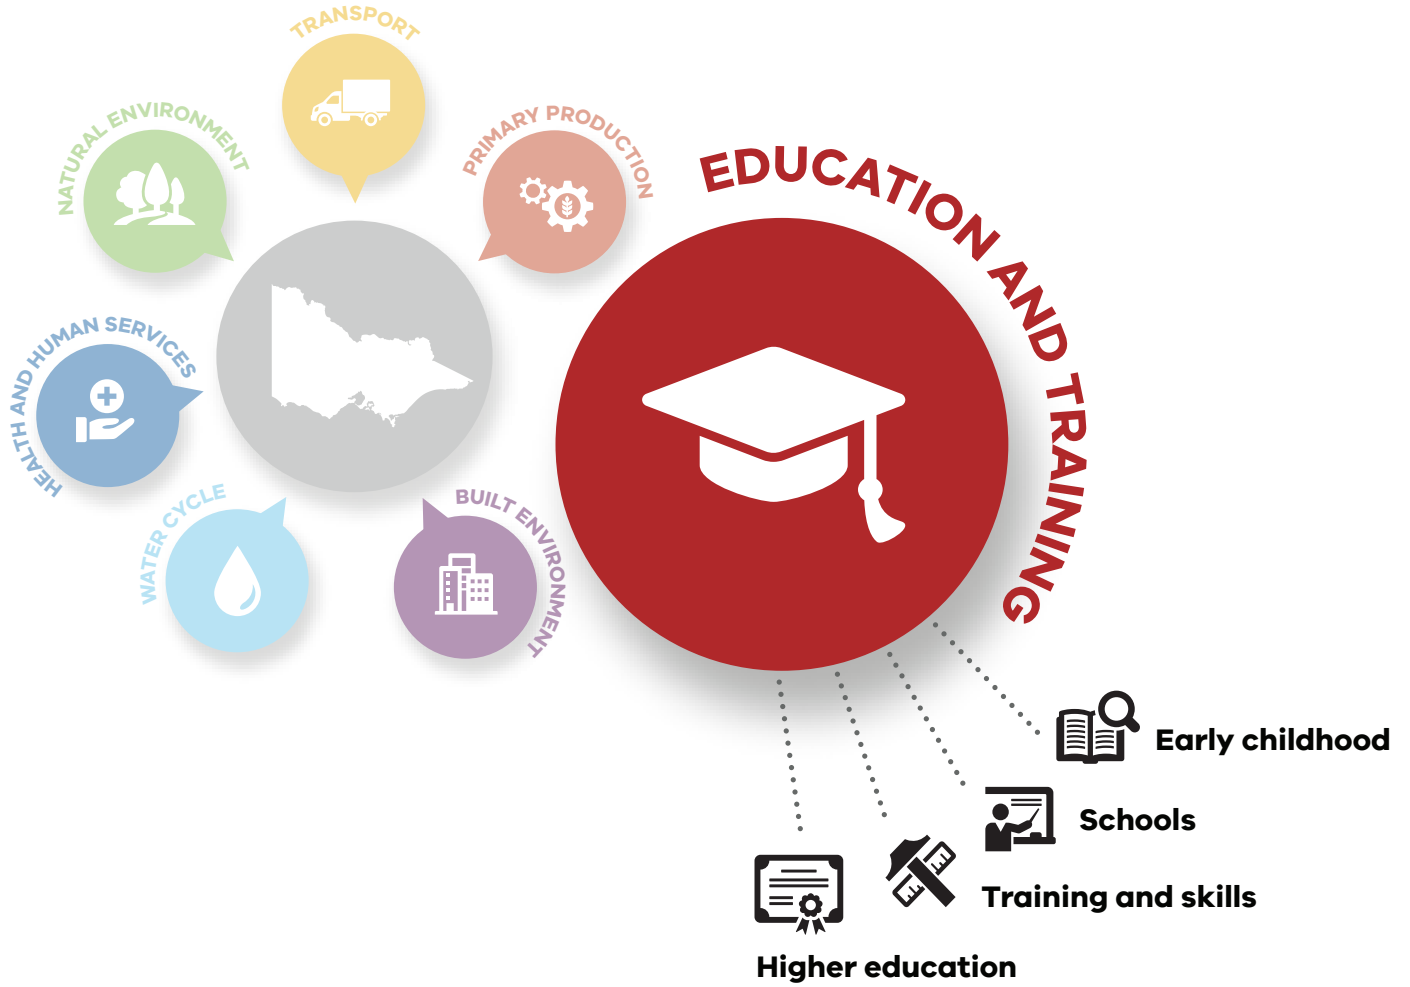 TRANSPORT
NATURAL ENVIRONMENT
PRIMARY PRODUCTION
EDUCATION AND TRAINING
HEALTH AND HUMAN SERVICES
WATER CYCLE
BUILT ENVIRONMENT
Early childhood
Schools
Training and skills
Higher education